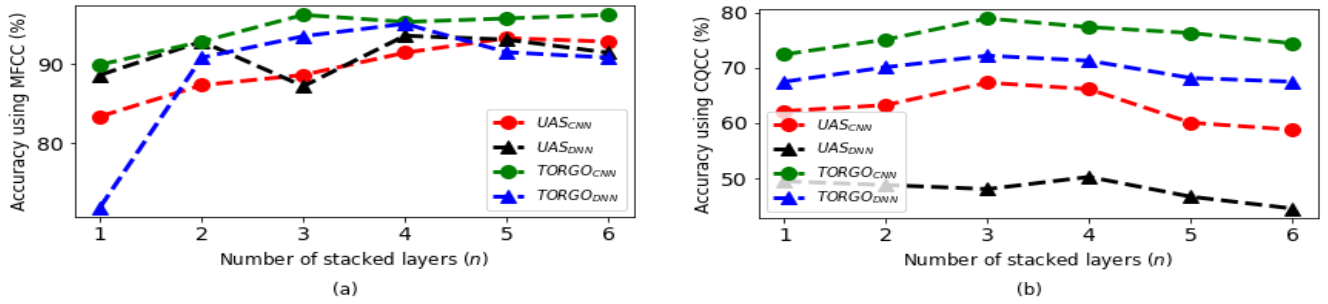 Accuracy using MFCC (%)
90
80
1 2 3 4 5 6
Number of stacked layers (n)
UAS_CNN
UAS_DNN
TORGO_CNN
TORGO_DNN
(a)
Accuracy using CQCC (%)
80
70
60
50
1 2 3 4 5 6
Number of stacked layers (n)
UAS_CNN
UAS_DNN
TORGO_CNN
TORGO_DNN
(b)